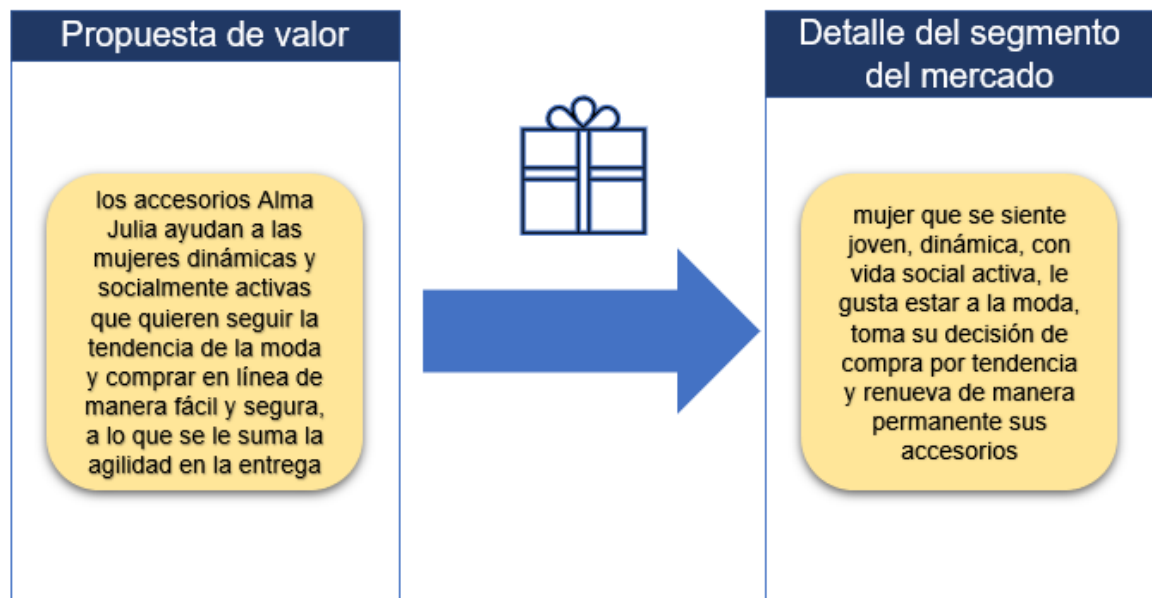 Propuesta de valor
los accesorios Alma
Julia ayudan a las
mujeres dinámicas y
socialmente activas
que quieren seguir la
tendencia de la moda
y comprar en línea de
manera fácil y segura,
a lo que se le suma la
agilidad en la entrega
Detalle del segmento
del mercado
mujer que se siente
joven, dinámica, con
vida social activa, le
gusta estar a la moda,
toma su decisión de
compra por tendencia
y renueva de manera
permanente sus
accesorios